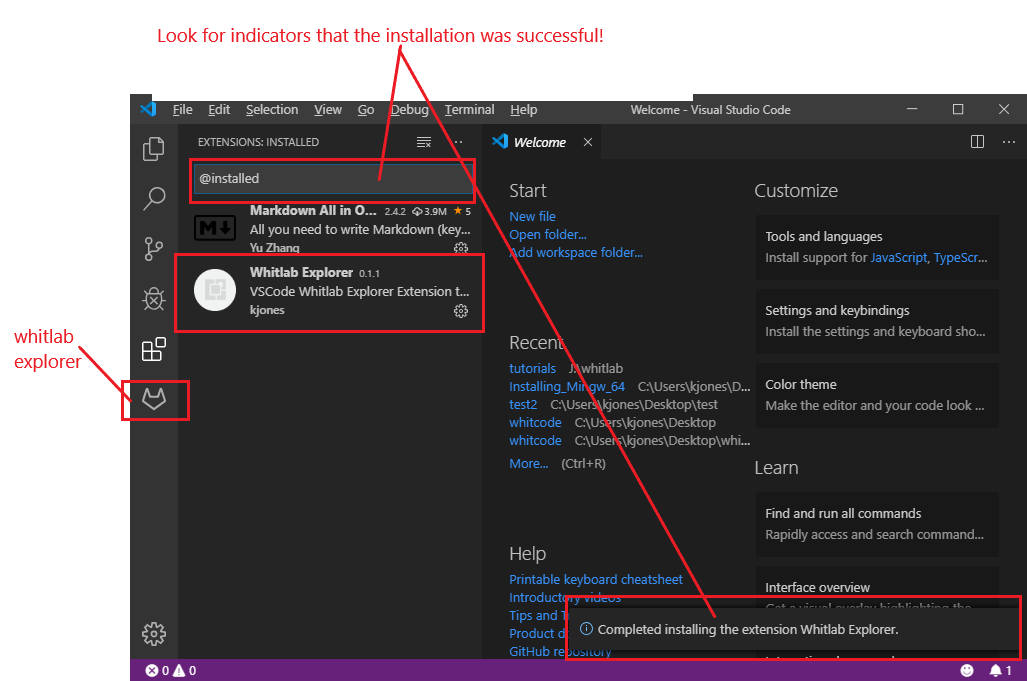 Look for indicators that the installation was successful!
File Edit Selection View Go Debug Terminal Help
Welcome - Visual Studio Code
EXTENSIONS: INSTALLED
@installed
Markdown All in O... 2.4.2 3.9M 5
All you need to write Markdown (key...
Yu Zhang
Whitlab Explorer 0.1.1
VSCode Whitlab Explorer Extension t...
kjones
whitlab
explorer
Welcome
Start
New file
Open folder...
Add workspace folder...
Recent
tutorials J:\whitlab
Installing_Mingw_64 C:\Users\kjones\D...
test2 C:\Users\kjones\Desktop\test
whitcode C:\Users\kjones\Desktop
whitcode C:\Users\kjones\Desktop\whi...
More... (Ctrl+R)
Help
Printable keyboard cheatsheet
Introductory videos
Tips and
Product
GitHub repository
Customize
Tools and languages
Install support for JavaScript, TypeScr...
Settings and keybindings
Install the settings and keyboard sho...
Color theme
Make the editor and your code look ...
Learn
Find and run all commands
Rapidly access and search command...
Interface overview
Get a visual overlay highlighting the
Completed installing the extension Whitlab Explorer.
0 0
1